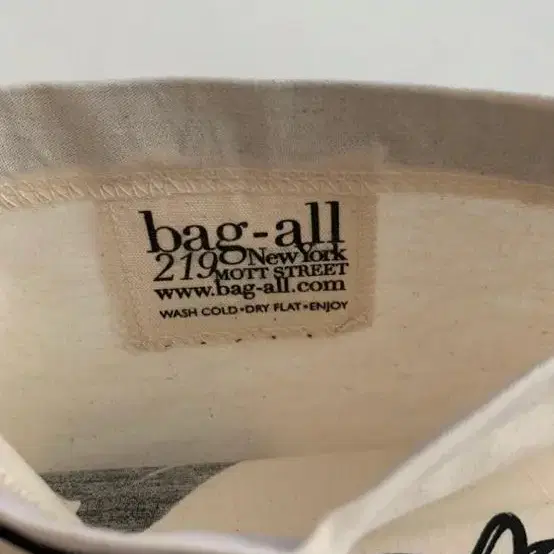 bag-all
219 New York
MOTT STREET
www.bag-all.com
WASH COLD•DRY FLAT•ENJOY